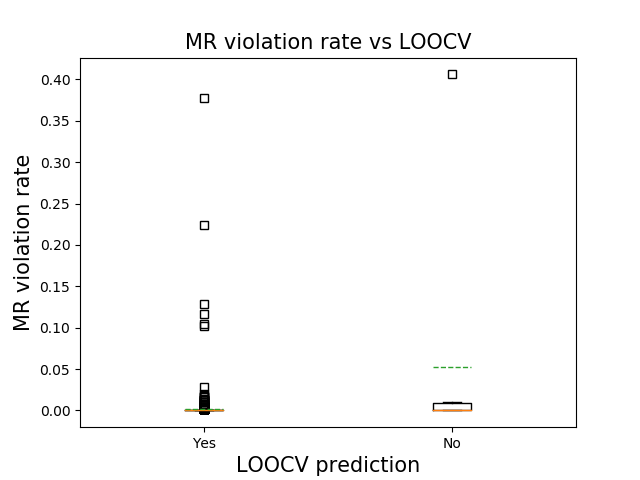 MR violation rate vs LOOCV
MR violation rate
0.40
0.35
0.30
0.25
0.20
0.15
0.10
0.05
0.00
Yes
No
LOOCV prediction